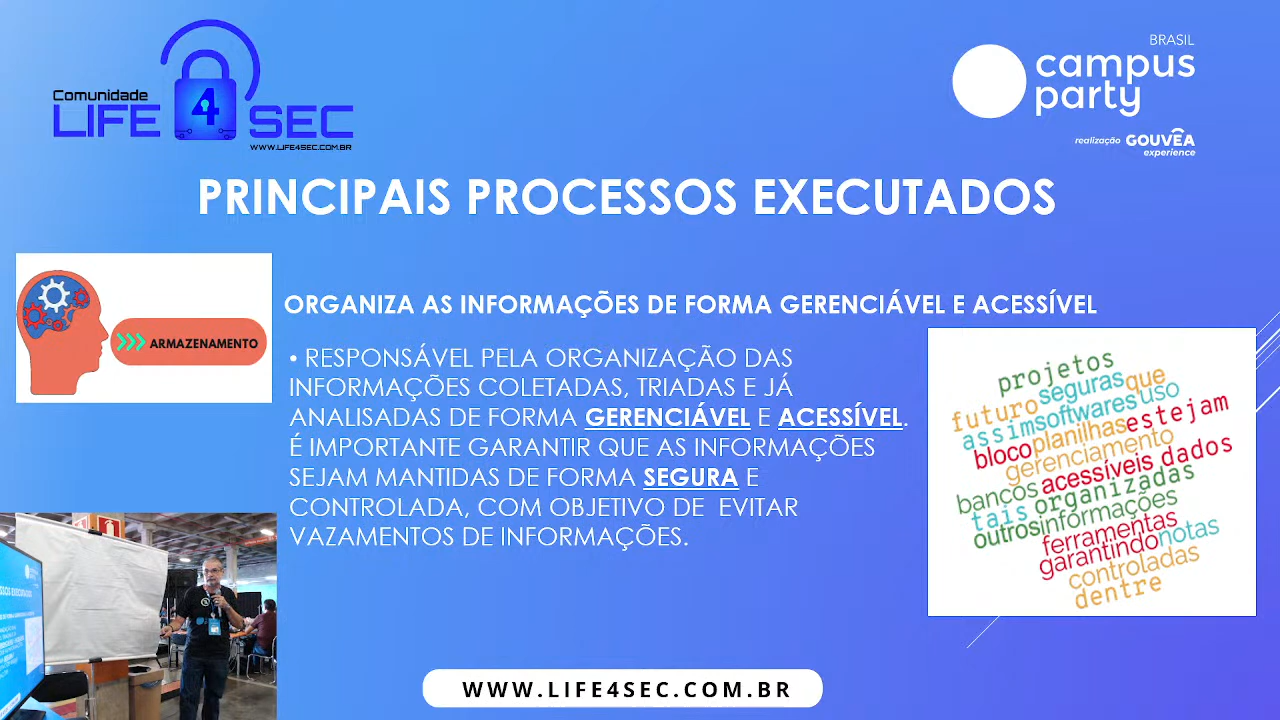 Comunidade
LIFE 4 SEC
WWW.LIFE4SEC.COM.BR
BRASIL
campus
party
realização GOUVÊA
experience
PRINCIPAIS PROCESSOS EXECUTADOS
ARMAZENAMENTO
ORGANIZA AS INFORMAÇÕES DE FORMA GERENCIÁVEL E ACESSÍVEL
• RESPONSÁVEL PELA ORGANIZAÇÃO DAS
INFORMAÇÕES COLETADAS, TRIADAS E JÁ
ANALISADAS DE FORMA GERENCIÁVEL E ACESSÍVEL.
É IMPORTANTE GARANTIR QUE AS INFORMAÇÕES
SEJAM MANTIDAS DE FORMA SEGURA E
CONTROLADA, COM OBJETIVO DE EVITAR
VAZAMENTOS DE INFORMAÇÕES.
projetos
futuro seguras que
assim softwares uso
bloco planilhas estejam
gerenciamento
bancos acessíveis dados
tais organizadas
outros informações
ferramentas
garantindo notas
controladas
dentre
campus
party
WWW.LIFE4SEC.COM.BR